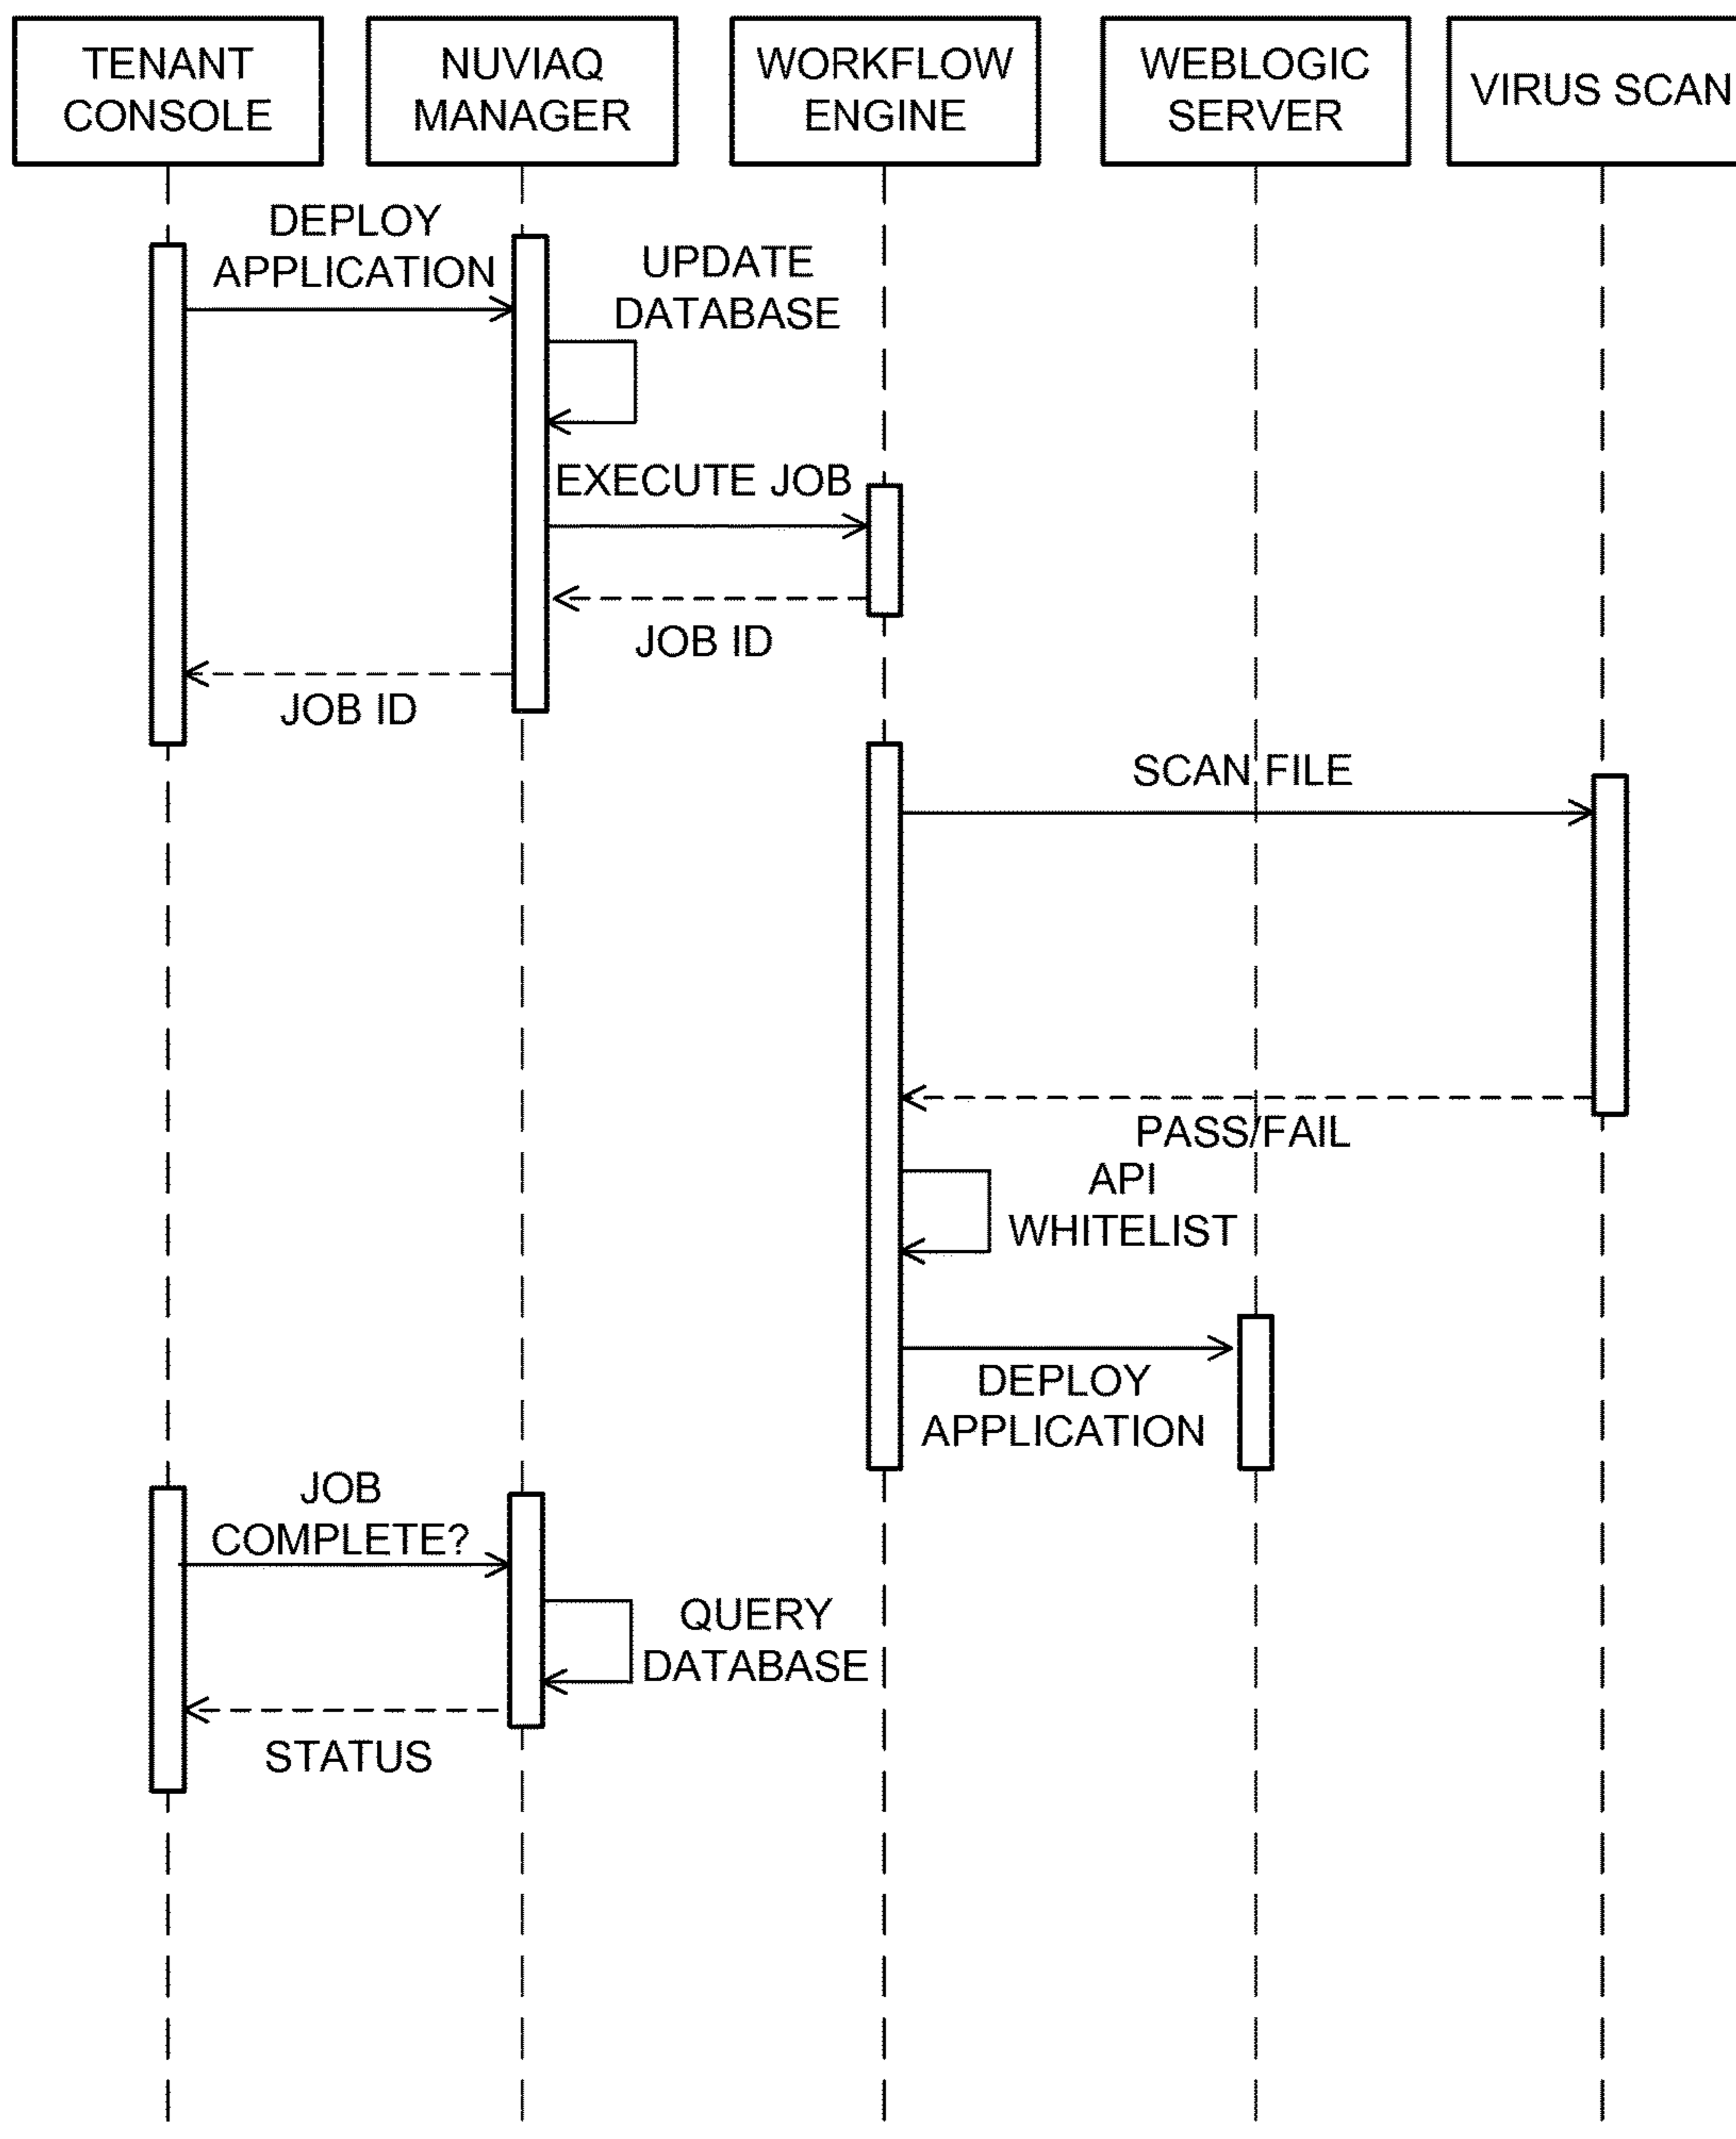 TENANT
CONSOLE
NUVIAQ
MANAGER
WORKFLOW
ENGINE
WEBLOGIC
SERVER
VIRUS SCAN
DEPLOY
APPLICATION
UPDATE
DATABASE
EXECUTE JOB
JOB ID
JOB ID
SCAN FILE
PASS/FAIL
API
WHITELIST
DEPLOY
APPLICATION
JOB
COMPLETE?
QUERY
DATABASE
STATUS